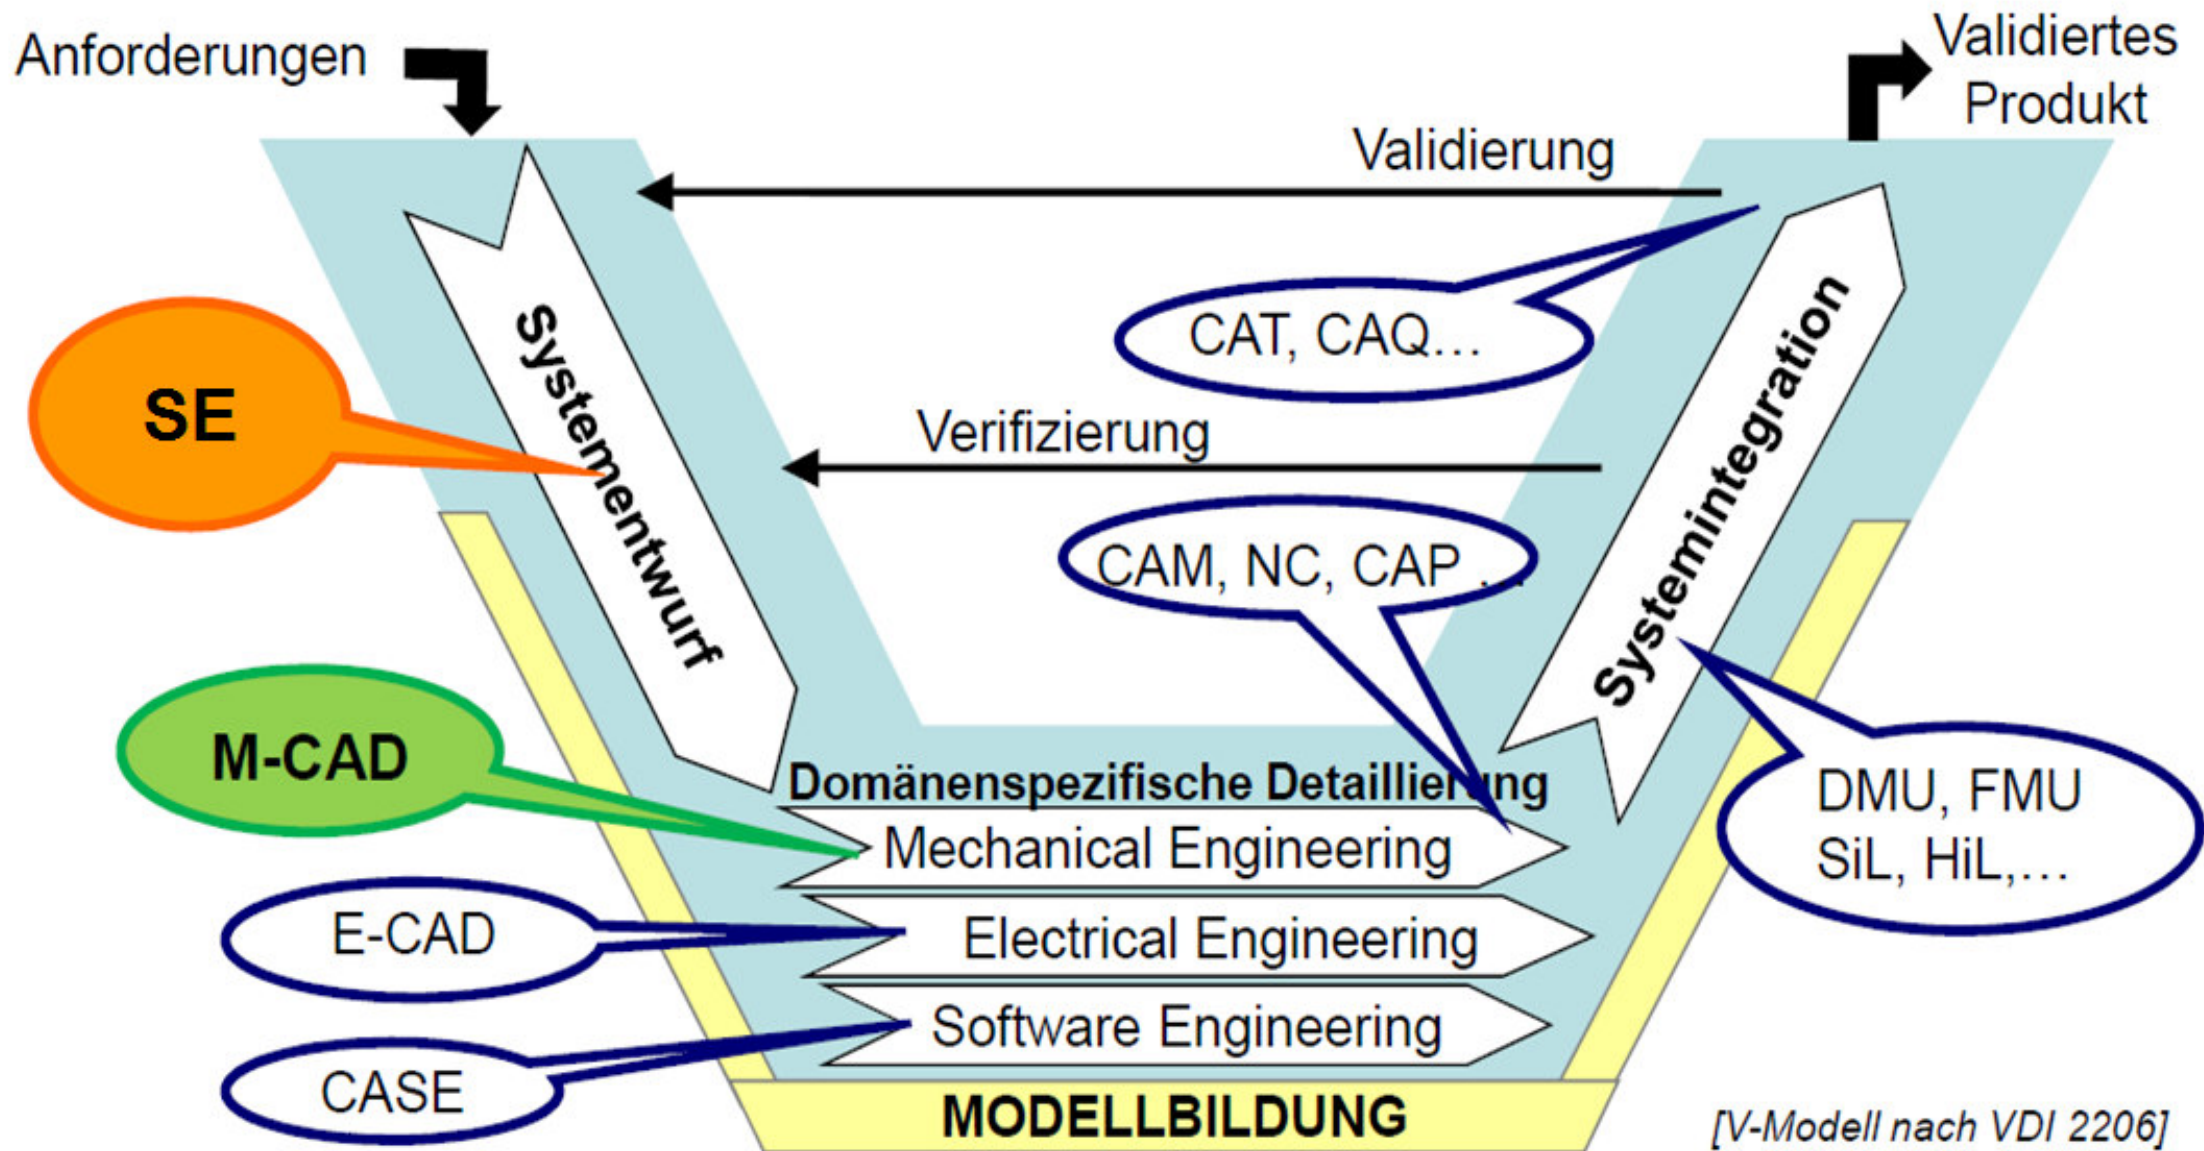 Anforderungen
Validiertes
Produkt
Validierung
CAT, CAQ...
SE
Systementwurf
Verifizierung
Systemintegration
CAM, NC, CAP ...
M-CAD
Domänenspezifische Detaillierung
Mechanical Engineering
DMU, FMU
SiL, HiL,...
E-CAD
Electrical Engineering
Software Engineering
CASE
MODELLBILDUNG
[V-Modell nach VDI 2206]